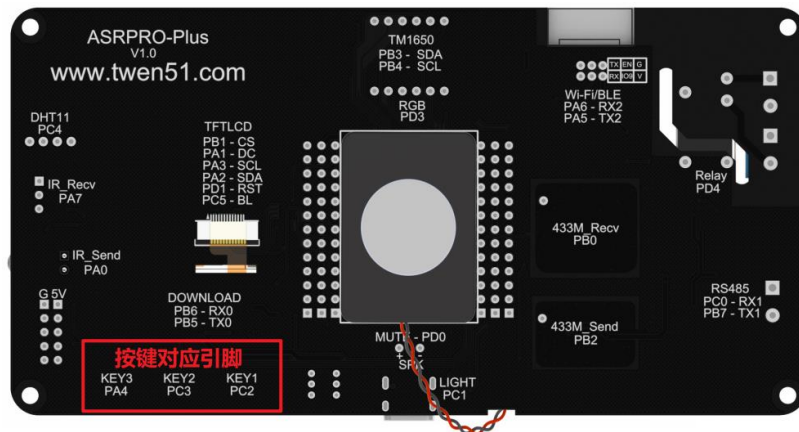 ASRPRO-Plus
V1.0
www.twen51.com
TM1650
PB3 - SDA
PB4 - SCL
TX EN G
RX IO9 V
Wi-Fi/BLE
PA6 - RX2
PA5 - TX2
RGB
PD3
DHT11
PC4
TFTLCD
PB1 - CS
PA1 - DC
PA3 - SCL
PA2 - SDA
PD1 - RST
PC5 - BL
IR_Recv
PA7
Relay
PD4
433M_Recv
PB0
IR_Send
PA0
G 5V
DOWNLOAD
PB6 - RX0
PB5 - TX0
RS485
PC0 - RX1
PB7 - TX1
433M_Send
PB2
MUTE - PD0
+ -
SPK
按键对应引脚
KEY3 KEY2 KEY1
PA4 PC3 PC2
LIGHT
PC1